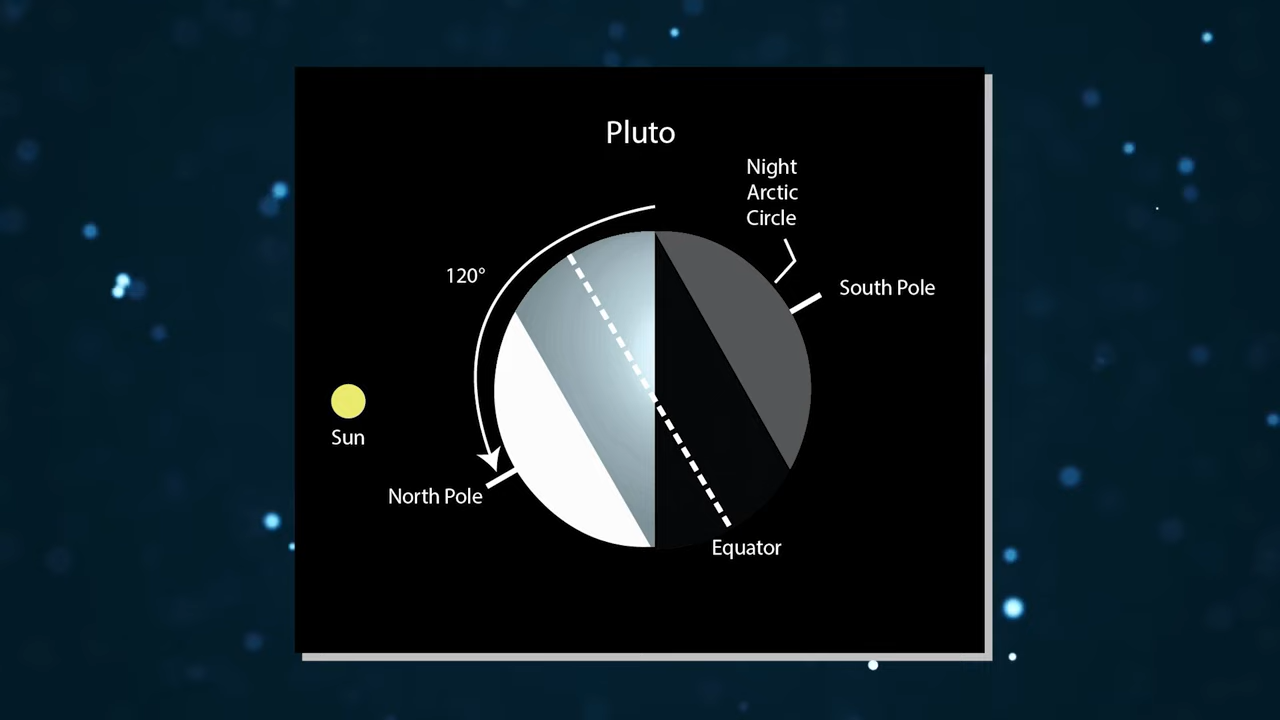 Pluto
Night
Arctic
Circle
120°
South Pole
Sun
North Pole
Equator